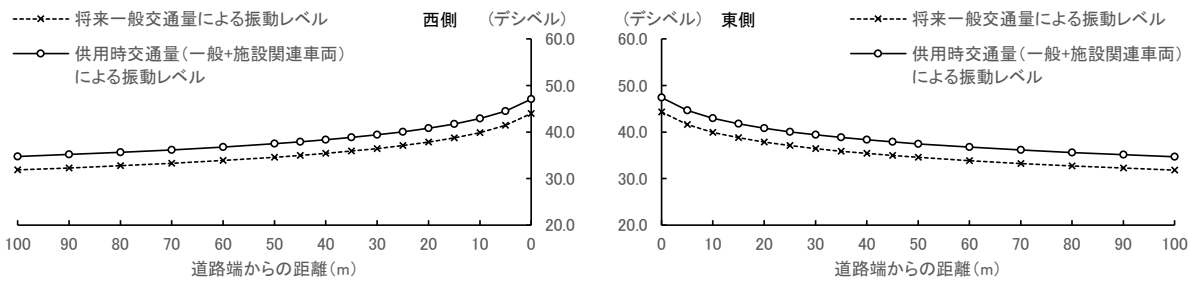 将来一般交通量による振動レベル
供用時交通量(一般+施設関連車両)
による振動レベル
西側
(デシベル)
60.0
50.0
40.0
30.0
20.0
100 90 80 70 60 50 40 30 20 10 0
道路端からの距離(m)
(デシベル)
東側
将来一般交通量による振動レベル
供用時交通量(一般+施設関連車両)
による振動レベル
60.0
50.0
40.0
30.0
20.0
0 10 20 30 40 50 60 70 80 90 100
道路端からの距離(m)